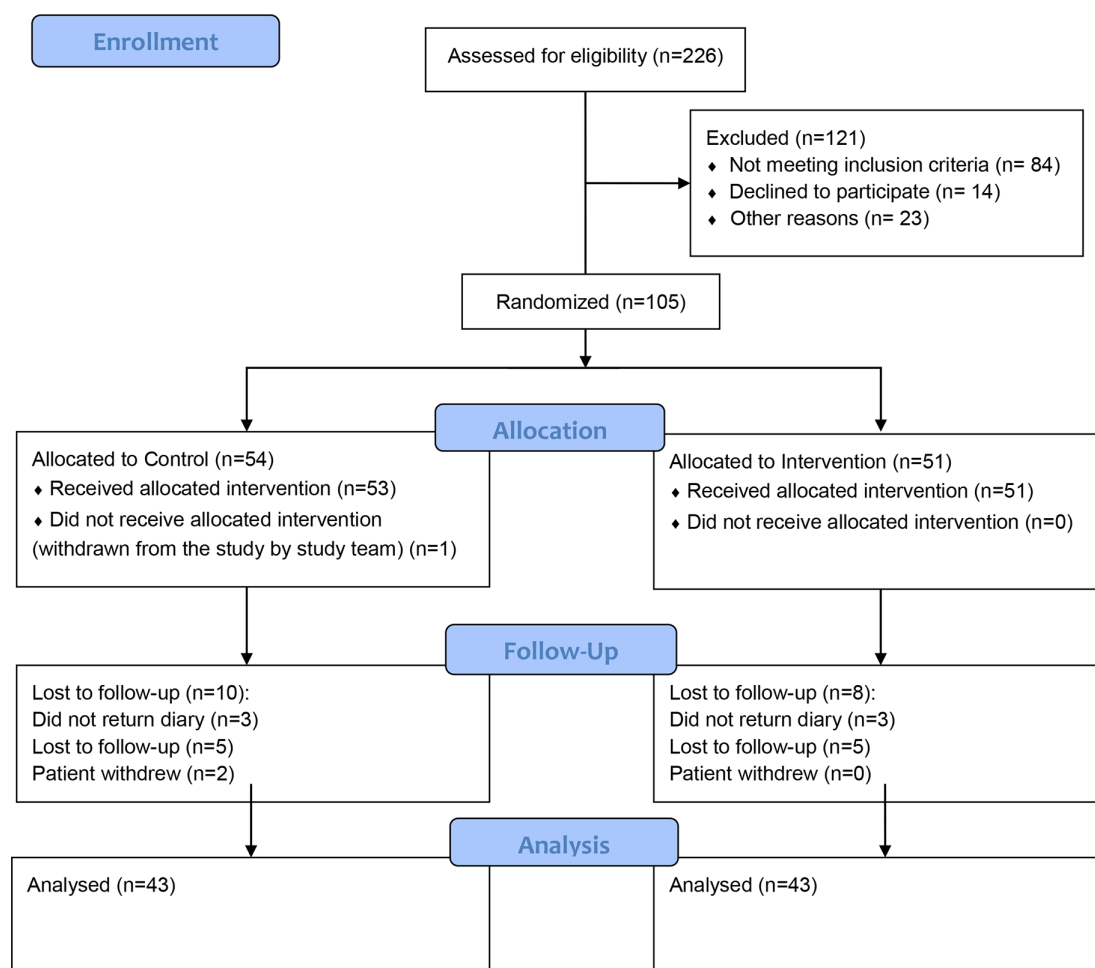 Enrollment
Assessed for eligibility (n=226)
Excluded (n=121)
♦ Not meeting inclusion criteria (n= 84)
♦ Declined to participate (n= 14)
♦ Other reasons (n= 23)
Randomized (n=105)
Allocation
Allocated to Control (n=54)
♦ Received allocated intervention (n=53)
♦ Did not receive allocated intervention
(withdrawn from the study by study team) (n=1)
Allocated to Intervention (n=51)
♦ Received allocated intervention (n=51)
♦ Did not receive allocated intervention (n=0)
Follow-Up
Lost to follow-up (n=10):
Did not return diary (n=3)
Lost to follow-up (n=5)
Patient withdrew (n=2)
Lost to follow-up (n=8):
Did not return diary (n=3)
Lost to follow-up (n=5)
Patient withdrew (n=0)
Analysis
Analysed (n=43)
Analysed (n=43)